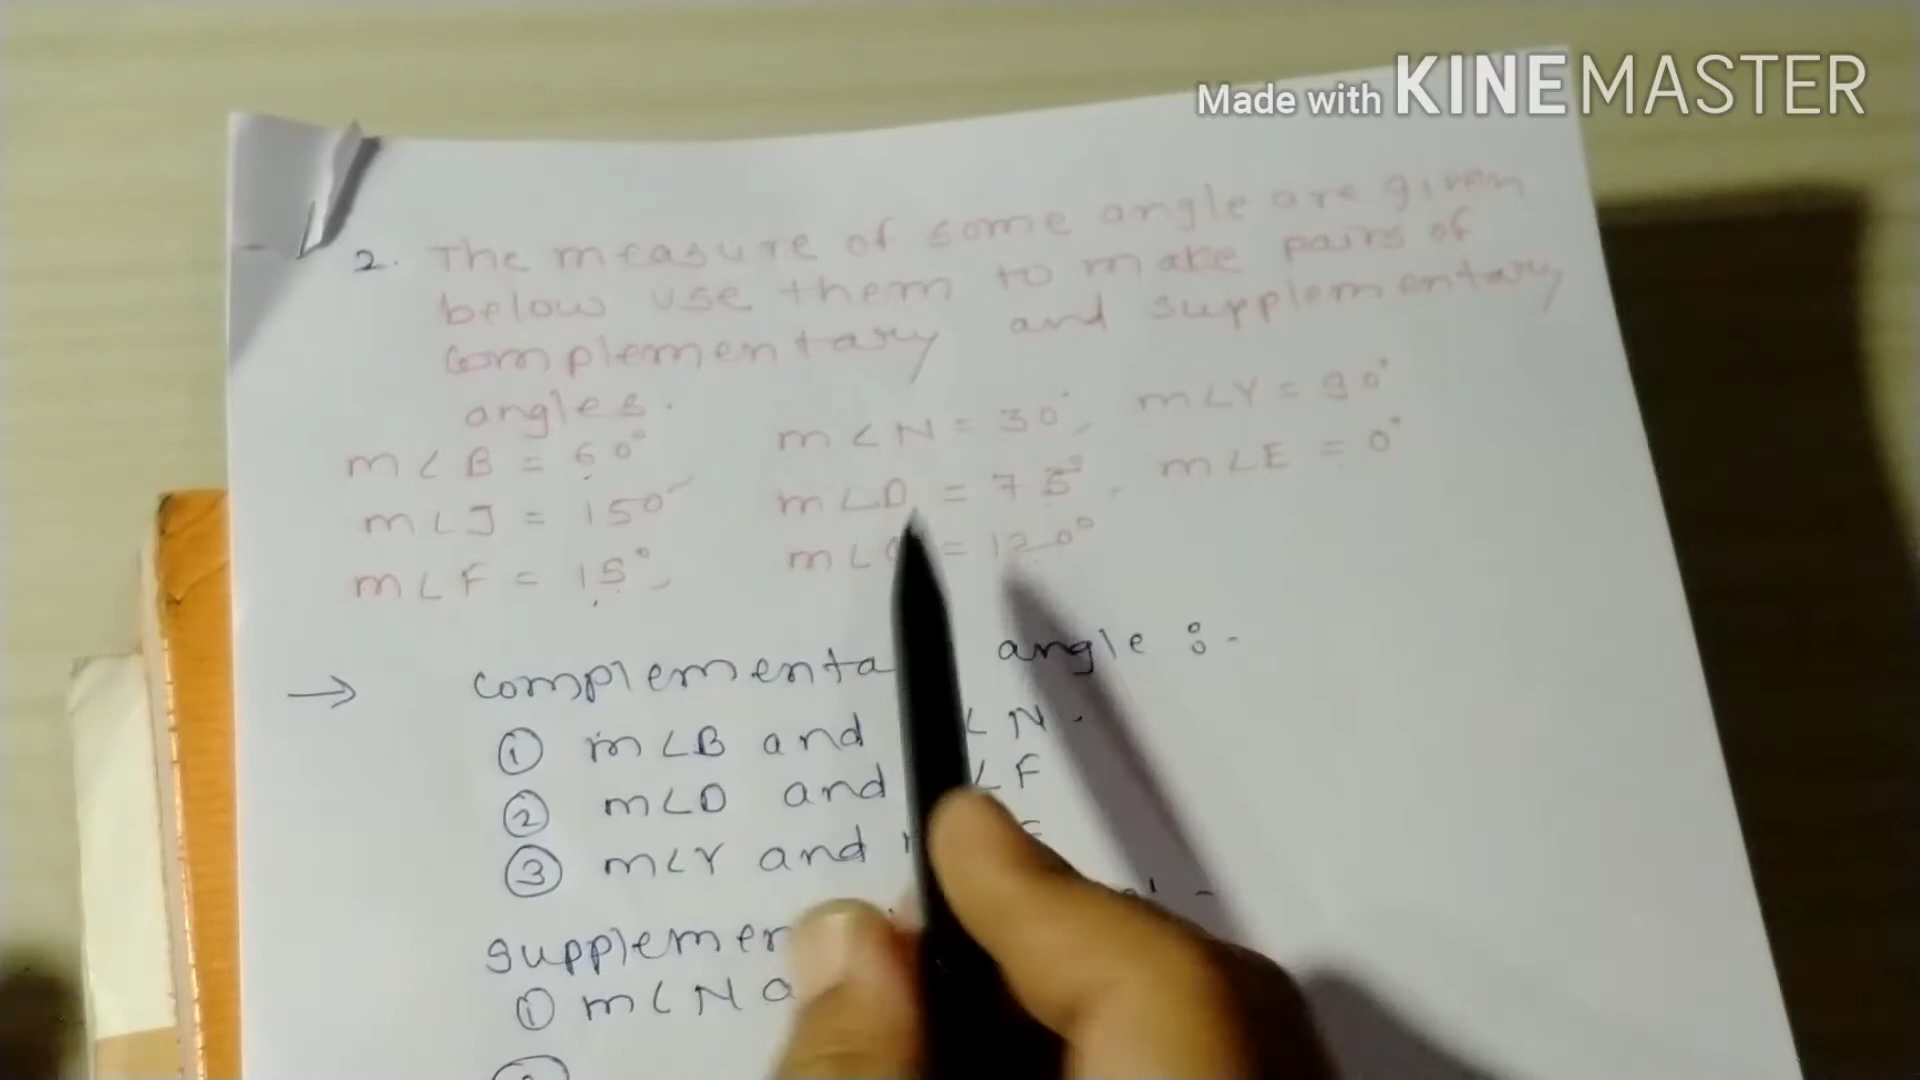 Made with KINEMASTER
2. The measure of some angle are given
below use them to make pairs of
complementary and supplementary
angles.
m∠B = 60° m∠N = 30°, m∠Y = 90°
m∠J = 150° m∠D = 75°, m∠E = 0°
m∠F = 15°, m∠ = 120°
→ complementa angle :-
① m∠B and ∠N.
② m∠D and ∠F
③ m∠Y and
supplemen
① m∠N a